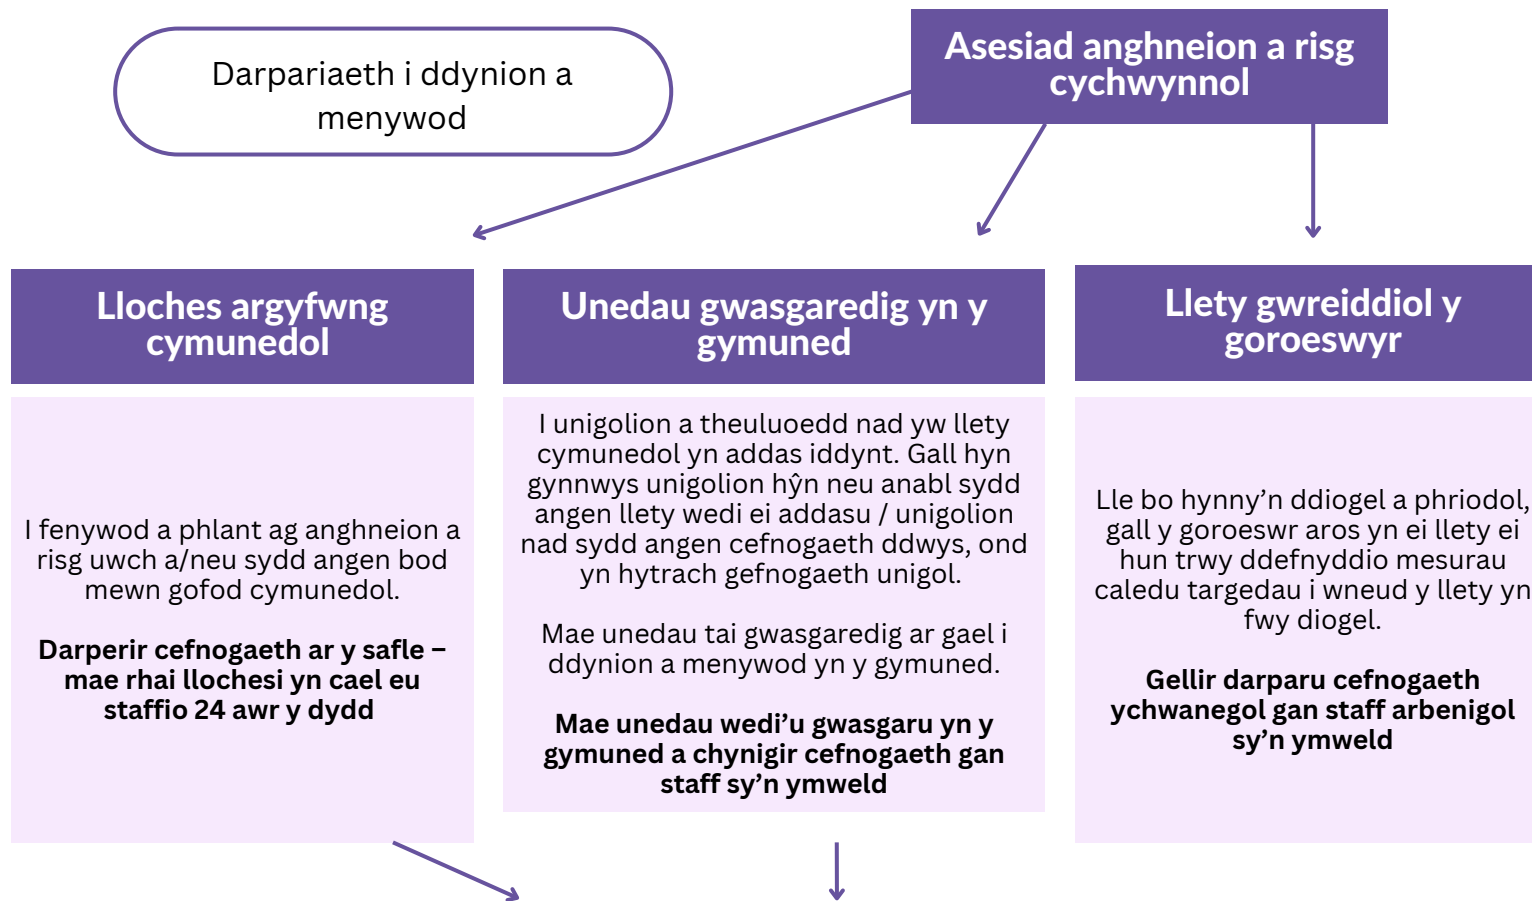 Darpariaeth i ddynion a
menywod
Asesiad anghneion a risg
cychwynnol
Lloches argyfwng
cymunedol
I fenywod a phlant ag anghneion a
risg uwch a/neu sydd angen bod
mewn gofod cymunedol.
Darperir cefnogaeth ar y safle –
mae rhai llochesi yn cael eu
staffio 24 awr y dydd
Unedau gwasgaredig yn y
gymuned
I unigolion a theuluoedd nad yw llety
cymunedol yn addas iddynt. Gall hyn
gynnwys unigolion hŷn neu anabl sydd
angen llety wedi ei addasu / unigolion
nad sydd angen cefnogaeth ddwys, ond
yn hytrach gefnogaeth unigol.
Mae unedau tai gwasgaredig ar gael i
ddynion a menywod yn y gymuned.
Mae unedau wedi’u gwasgaru yn y
gymuned a chynigir cefnogaeth gan
staff sy’n ymweld
Llety gwreiddiol y
goroeswyr
Lle bo hynny’n ddiogel a phriodol,
gall y goroeswr aros yn ei llety ei
hun trwy ddefnyddio mesurau
caledu targedau i wneud y llety yn
fwy diogel.
Gellir darparu cefnogaeth
ychwanegol gan staff arbenigol
sy’n ymweld